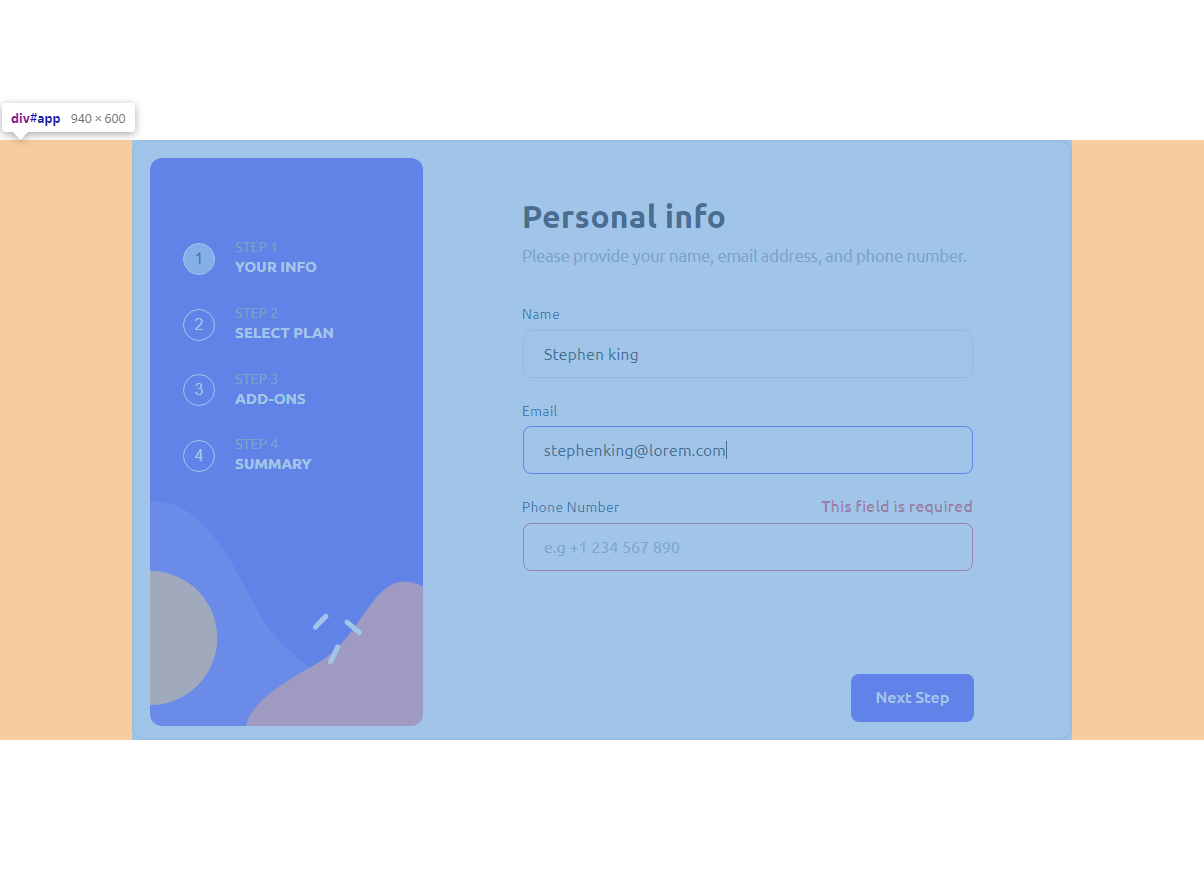 div#app 940 × 600
1
STEP 1
YOUR INFO
2
STEP 2
SELECT PLAN
3
STEP 3
ADD-ONS
4
STEP 4
SUMMARY
Personal info
Please provide your name, email address, and phone number.
Name
Stephen king
Email
stephenking@lorem.com
Phone Number
This field is required
e.g +1 234 567 890
Next Step